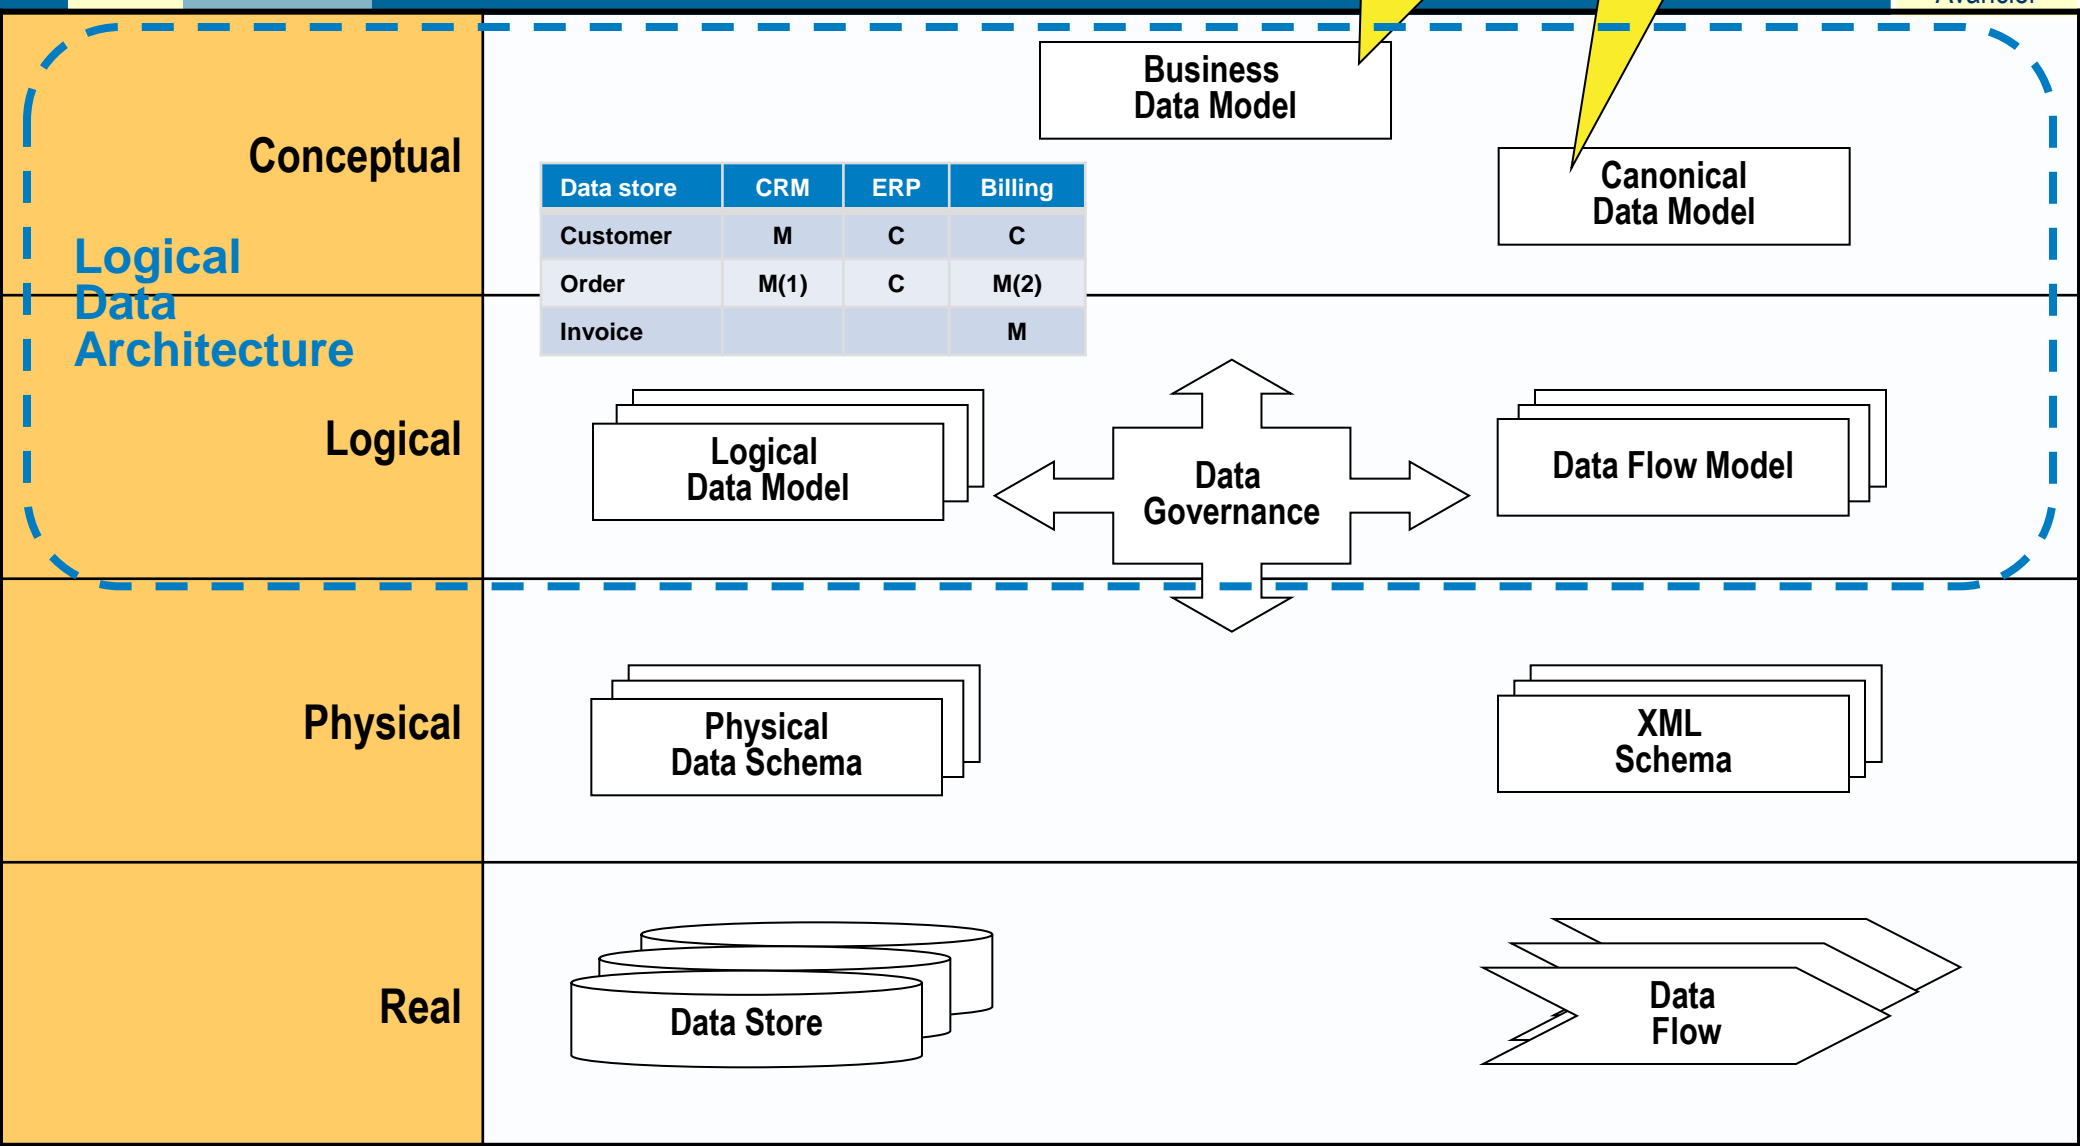 Business
Data Model
Conceptual
Canonical
Data Model
Data store CRM ERP Billing
Customer M C C
Order M(1) C M(2)
Invoice M
Logical
Data
Architecture
Logical
Logical
Data Model
Data
Governance
Data Flow Model
Physical
Physical
Data Schema
XML
Schema
Real
Data Store
Data
Flow